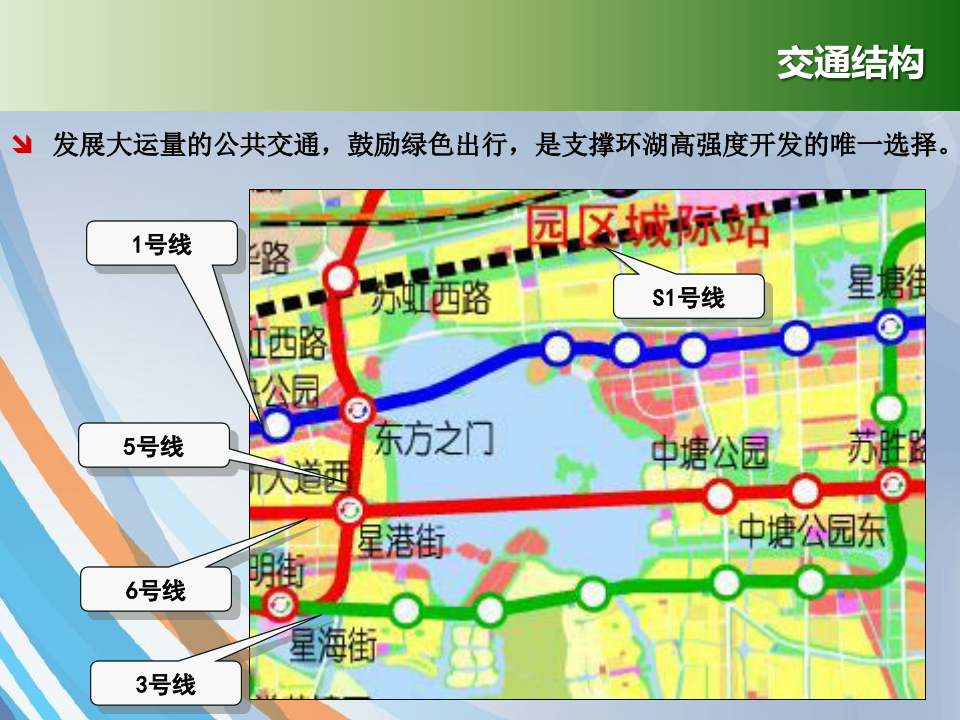 交通结构
发展大运量的公共交通，鼓励绿色出行，是支撑环湖高强度开发的唯一选择。
1号线
园区城际站
华路
S1号线
星塘街
苏虹西路
虹西路
央公园
东方之门
5号线
中塘公园
苏胜路
新大道西
星港街
中塘公园东
明街
6号线
星海街
3号线